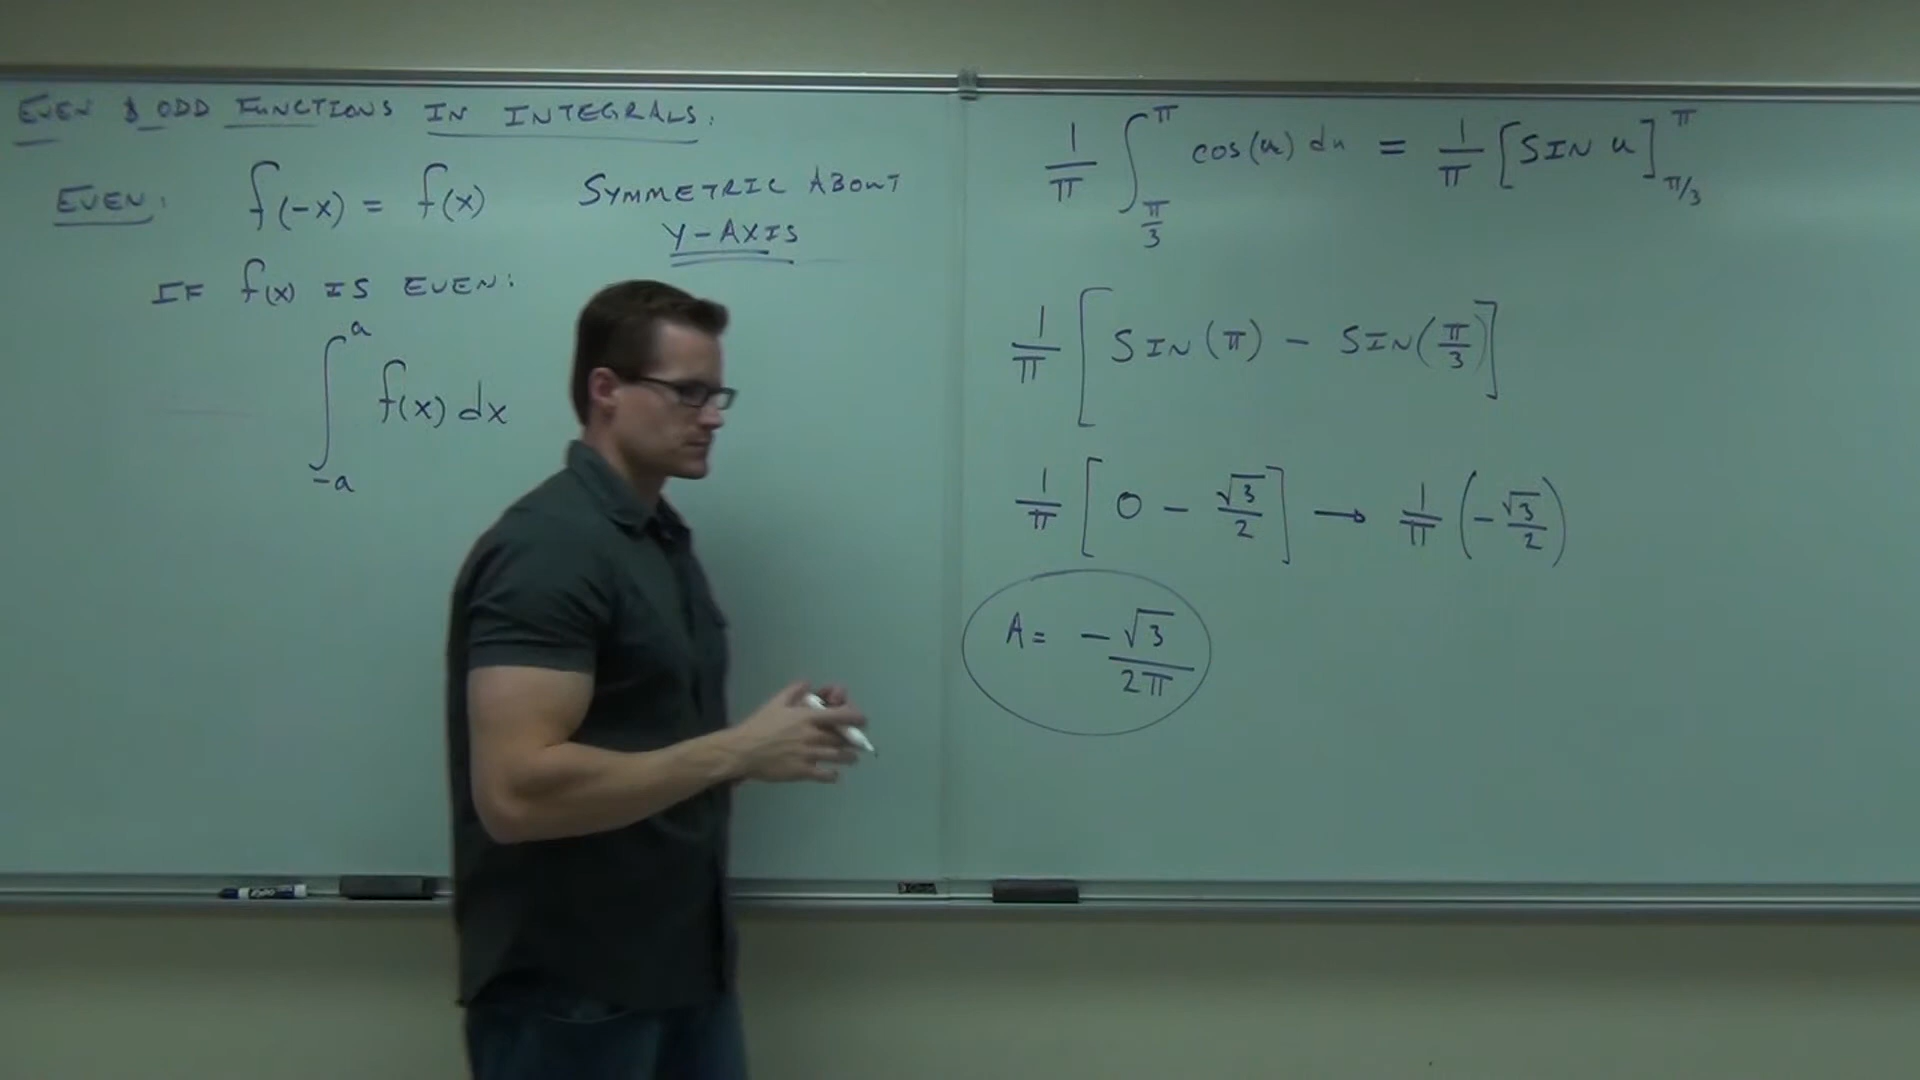 EVEN & ODD FUNCTIONS IN INTEGRALS:
EVEN: f(-x) = f(x) SYMMETRIC ABOUT
Y-AXIS
IF f(x) IS EVEN:
∫_{-a}^{a} f(x) dx
1/π ∫_{π/3}^{π} cos(u) du = 1/π [SIN u]_{π/3}^{π}
1/π [SIN(π) - SIN(π/3)]
1/π [0 - √3/2] → 1/π (-√3/2)
A = -√3/2π
EXPO